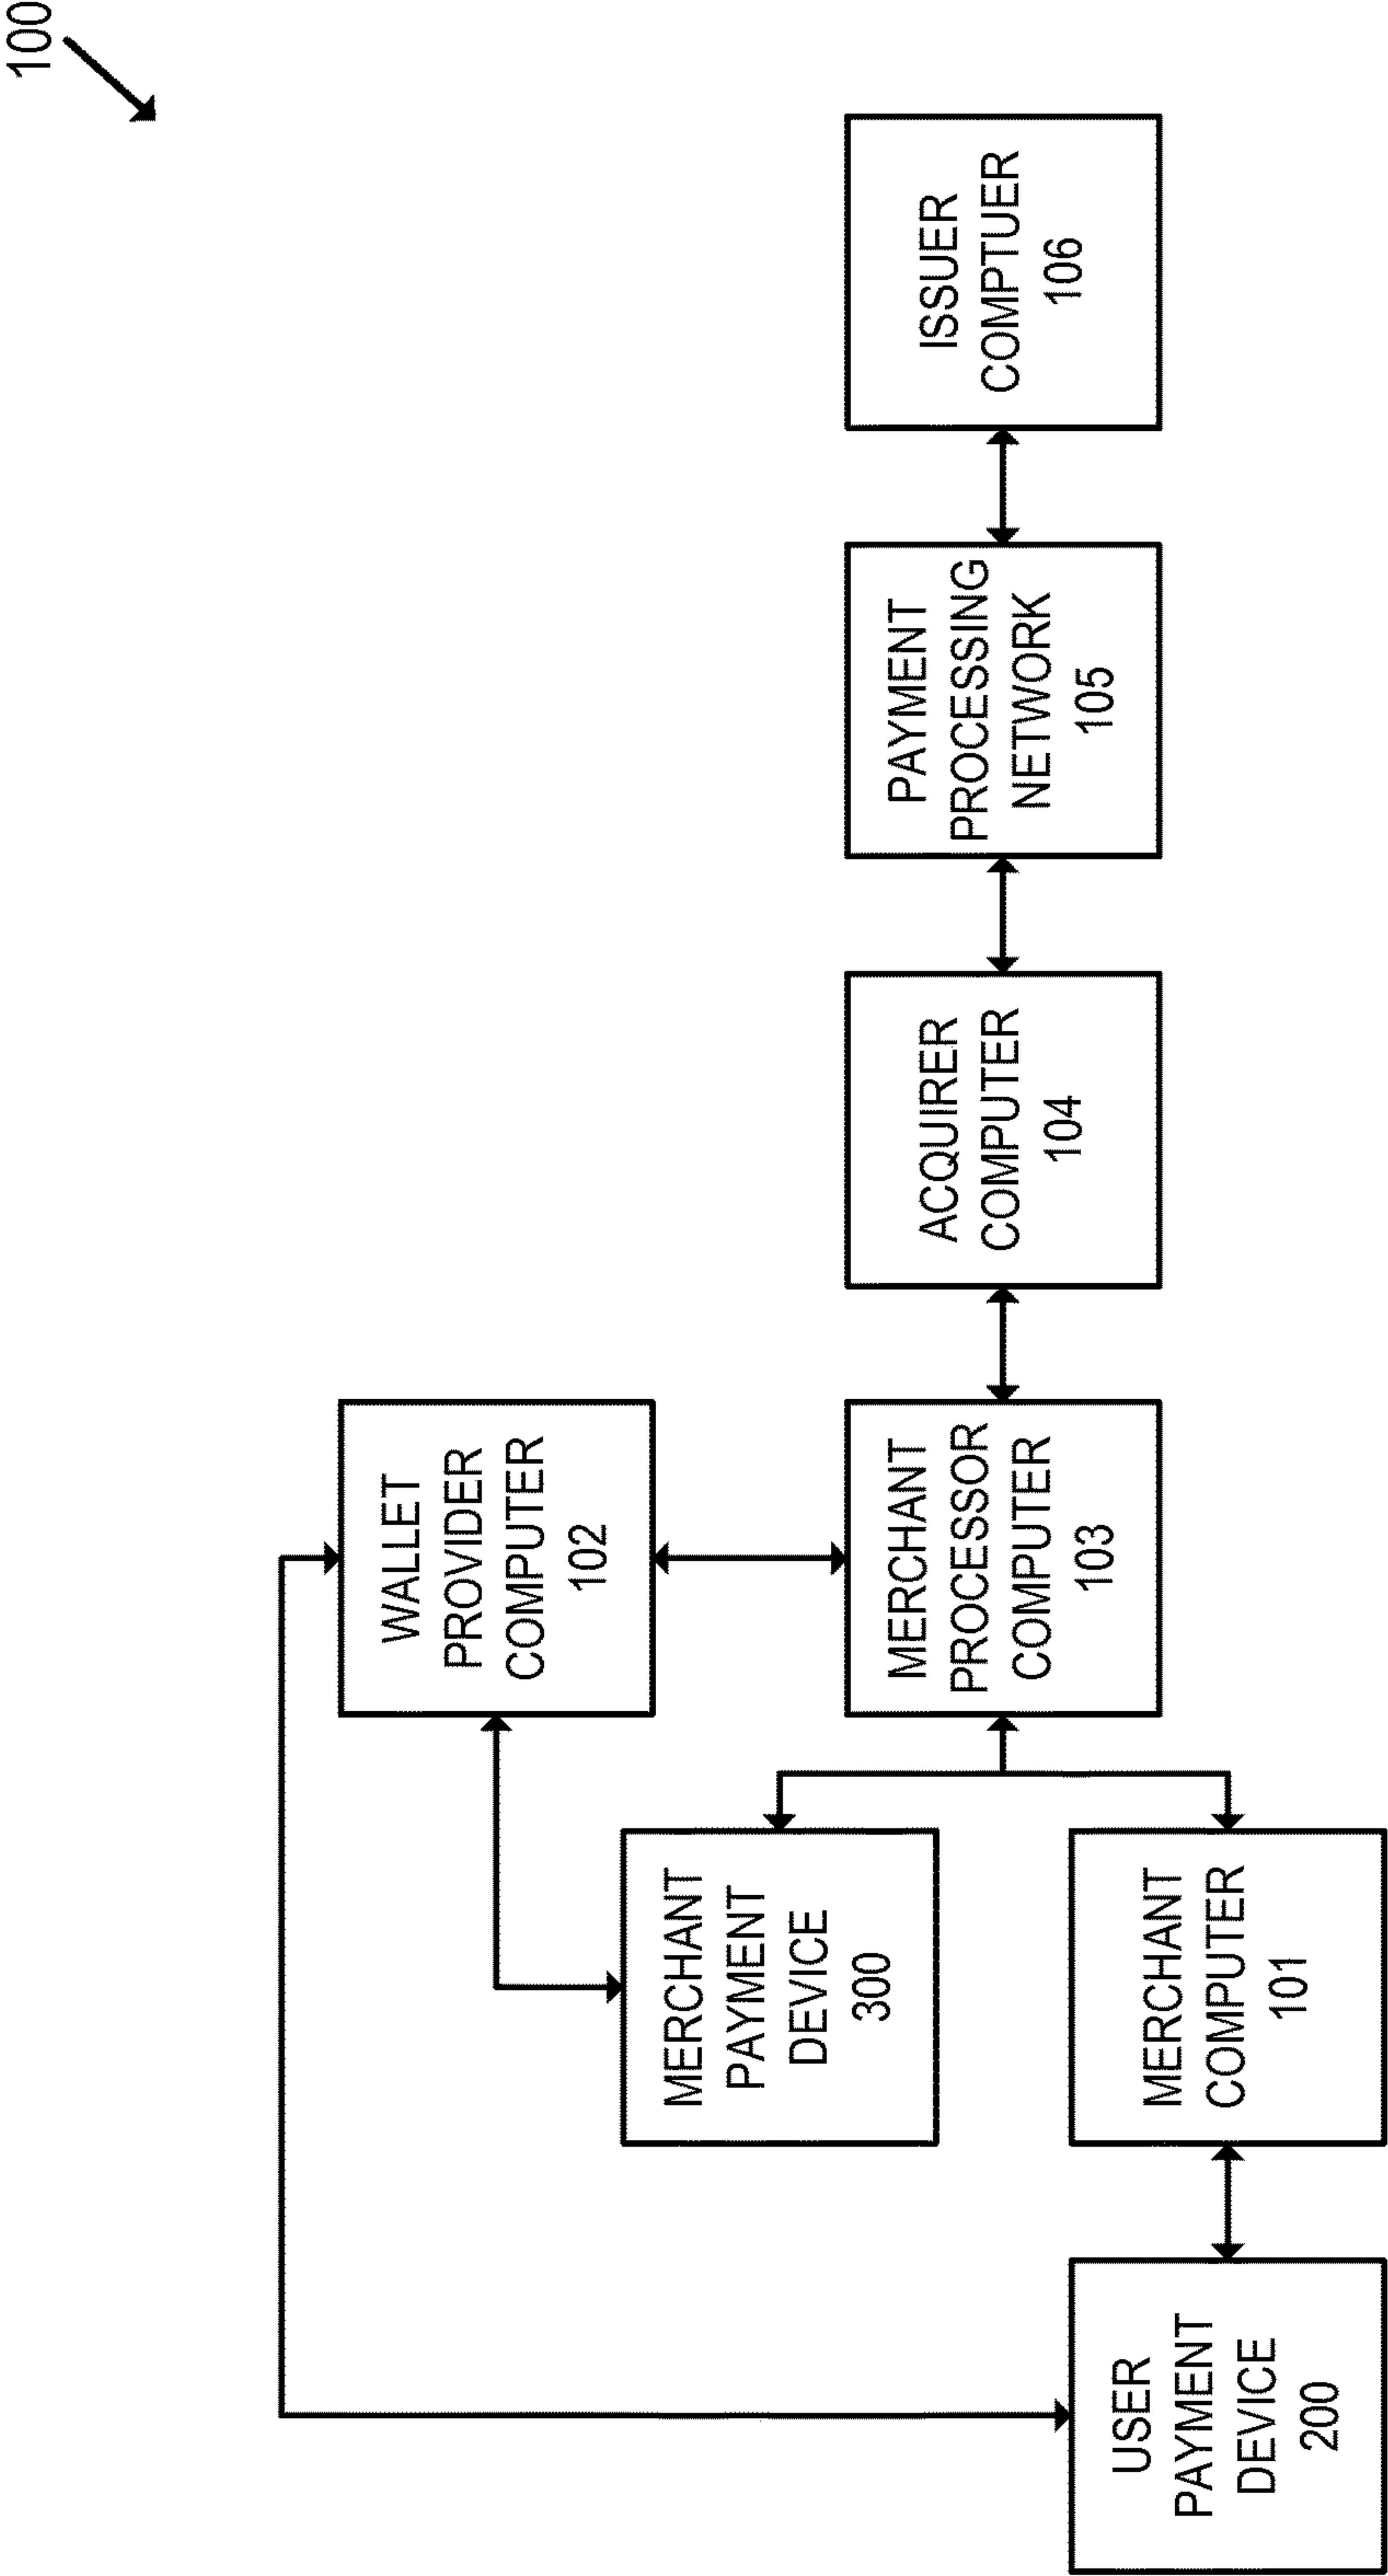 100
WALLET
PROVIDER
COMPUTER
102
MERCHANT
PAYMENT
DEVICE
300
USER
PAYMENT
DEVICE
200
MERCHANT
COMPUTER
101
MERCHANT
PROCESSOR
COMPUTER
103
ACQUIRER
COMPUTER
104
PAYMENT
PROCESSING
NETWORK
105
ISSUER
COMPTUER
106